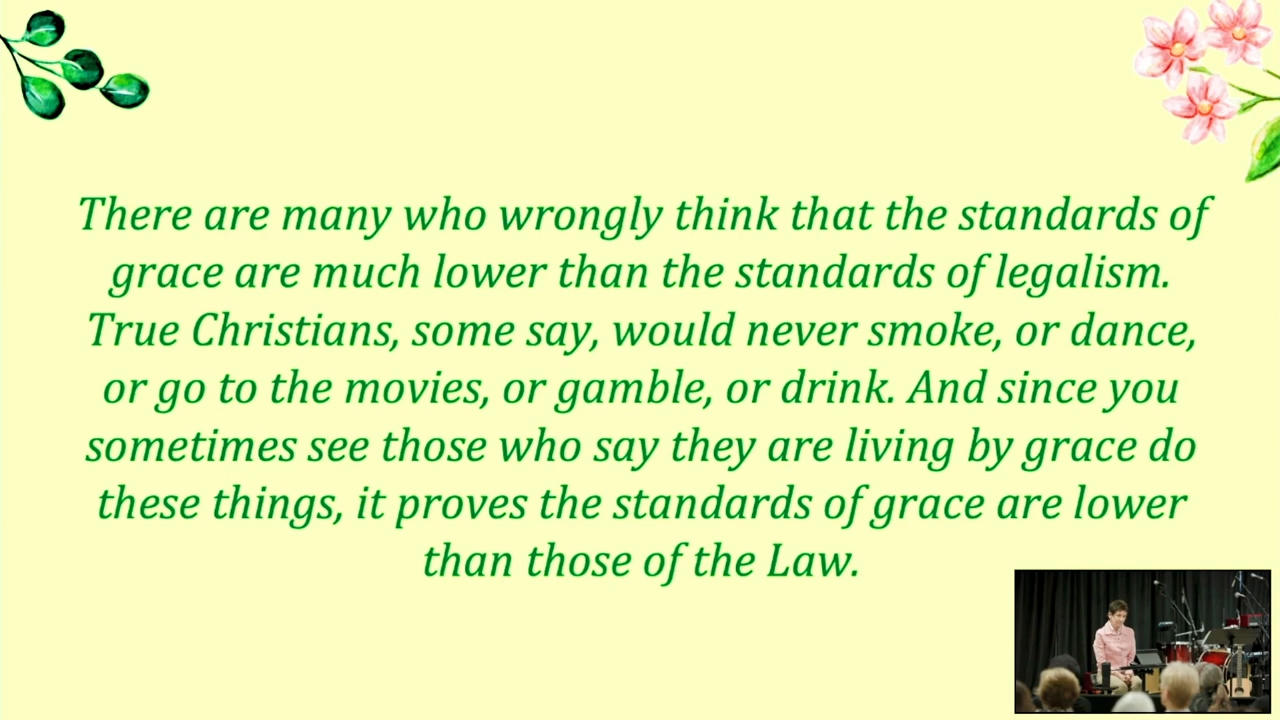 There are many who wrongly think that the standards of
grace are much lower than the standards of legalism.
True Christians, some say, would never smoke, or dance,
or go to the movies, or gamble, or drink. And since you
sometimes see those who say they are living by grace do
these things, it proves the standards of grace are lower
than those of the Law.